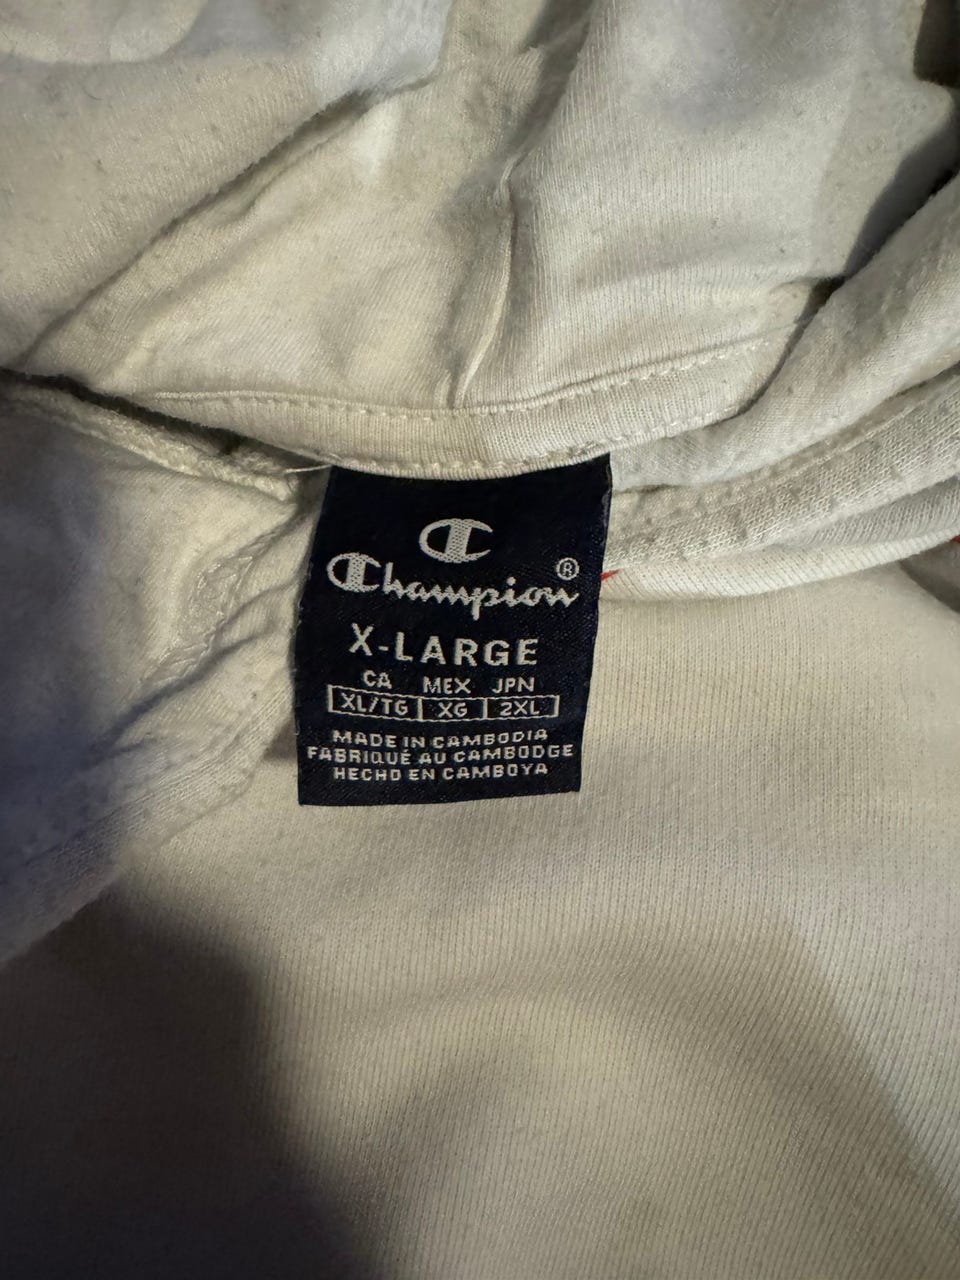 C
Champion®
X-LARGE
CA MEX JPN
XL/TG XG 2XL
MADE IN CAMBODIA
FABRIQUÉ AU CAMBODGE
HECHO EN CAMBOYA